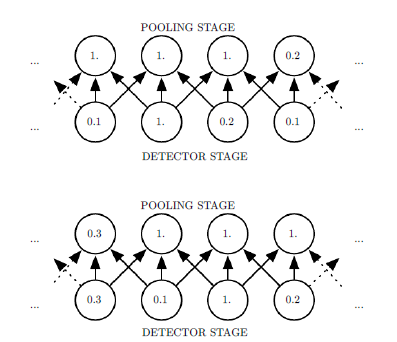 POOLING STAGE
... 1. 1. 1. 0.2 ...
... 0.1 1. 0.2 0.1 ...
DETECTOR STAGE
POOLING STAGE
... 0.3 1. 1. 1. ...
... 0.3 0.1 1. 0.2 ...
DETECTOR STAGE